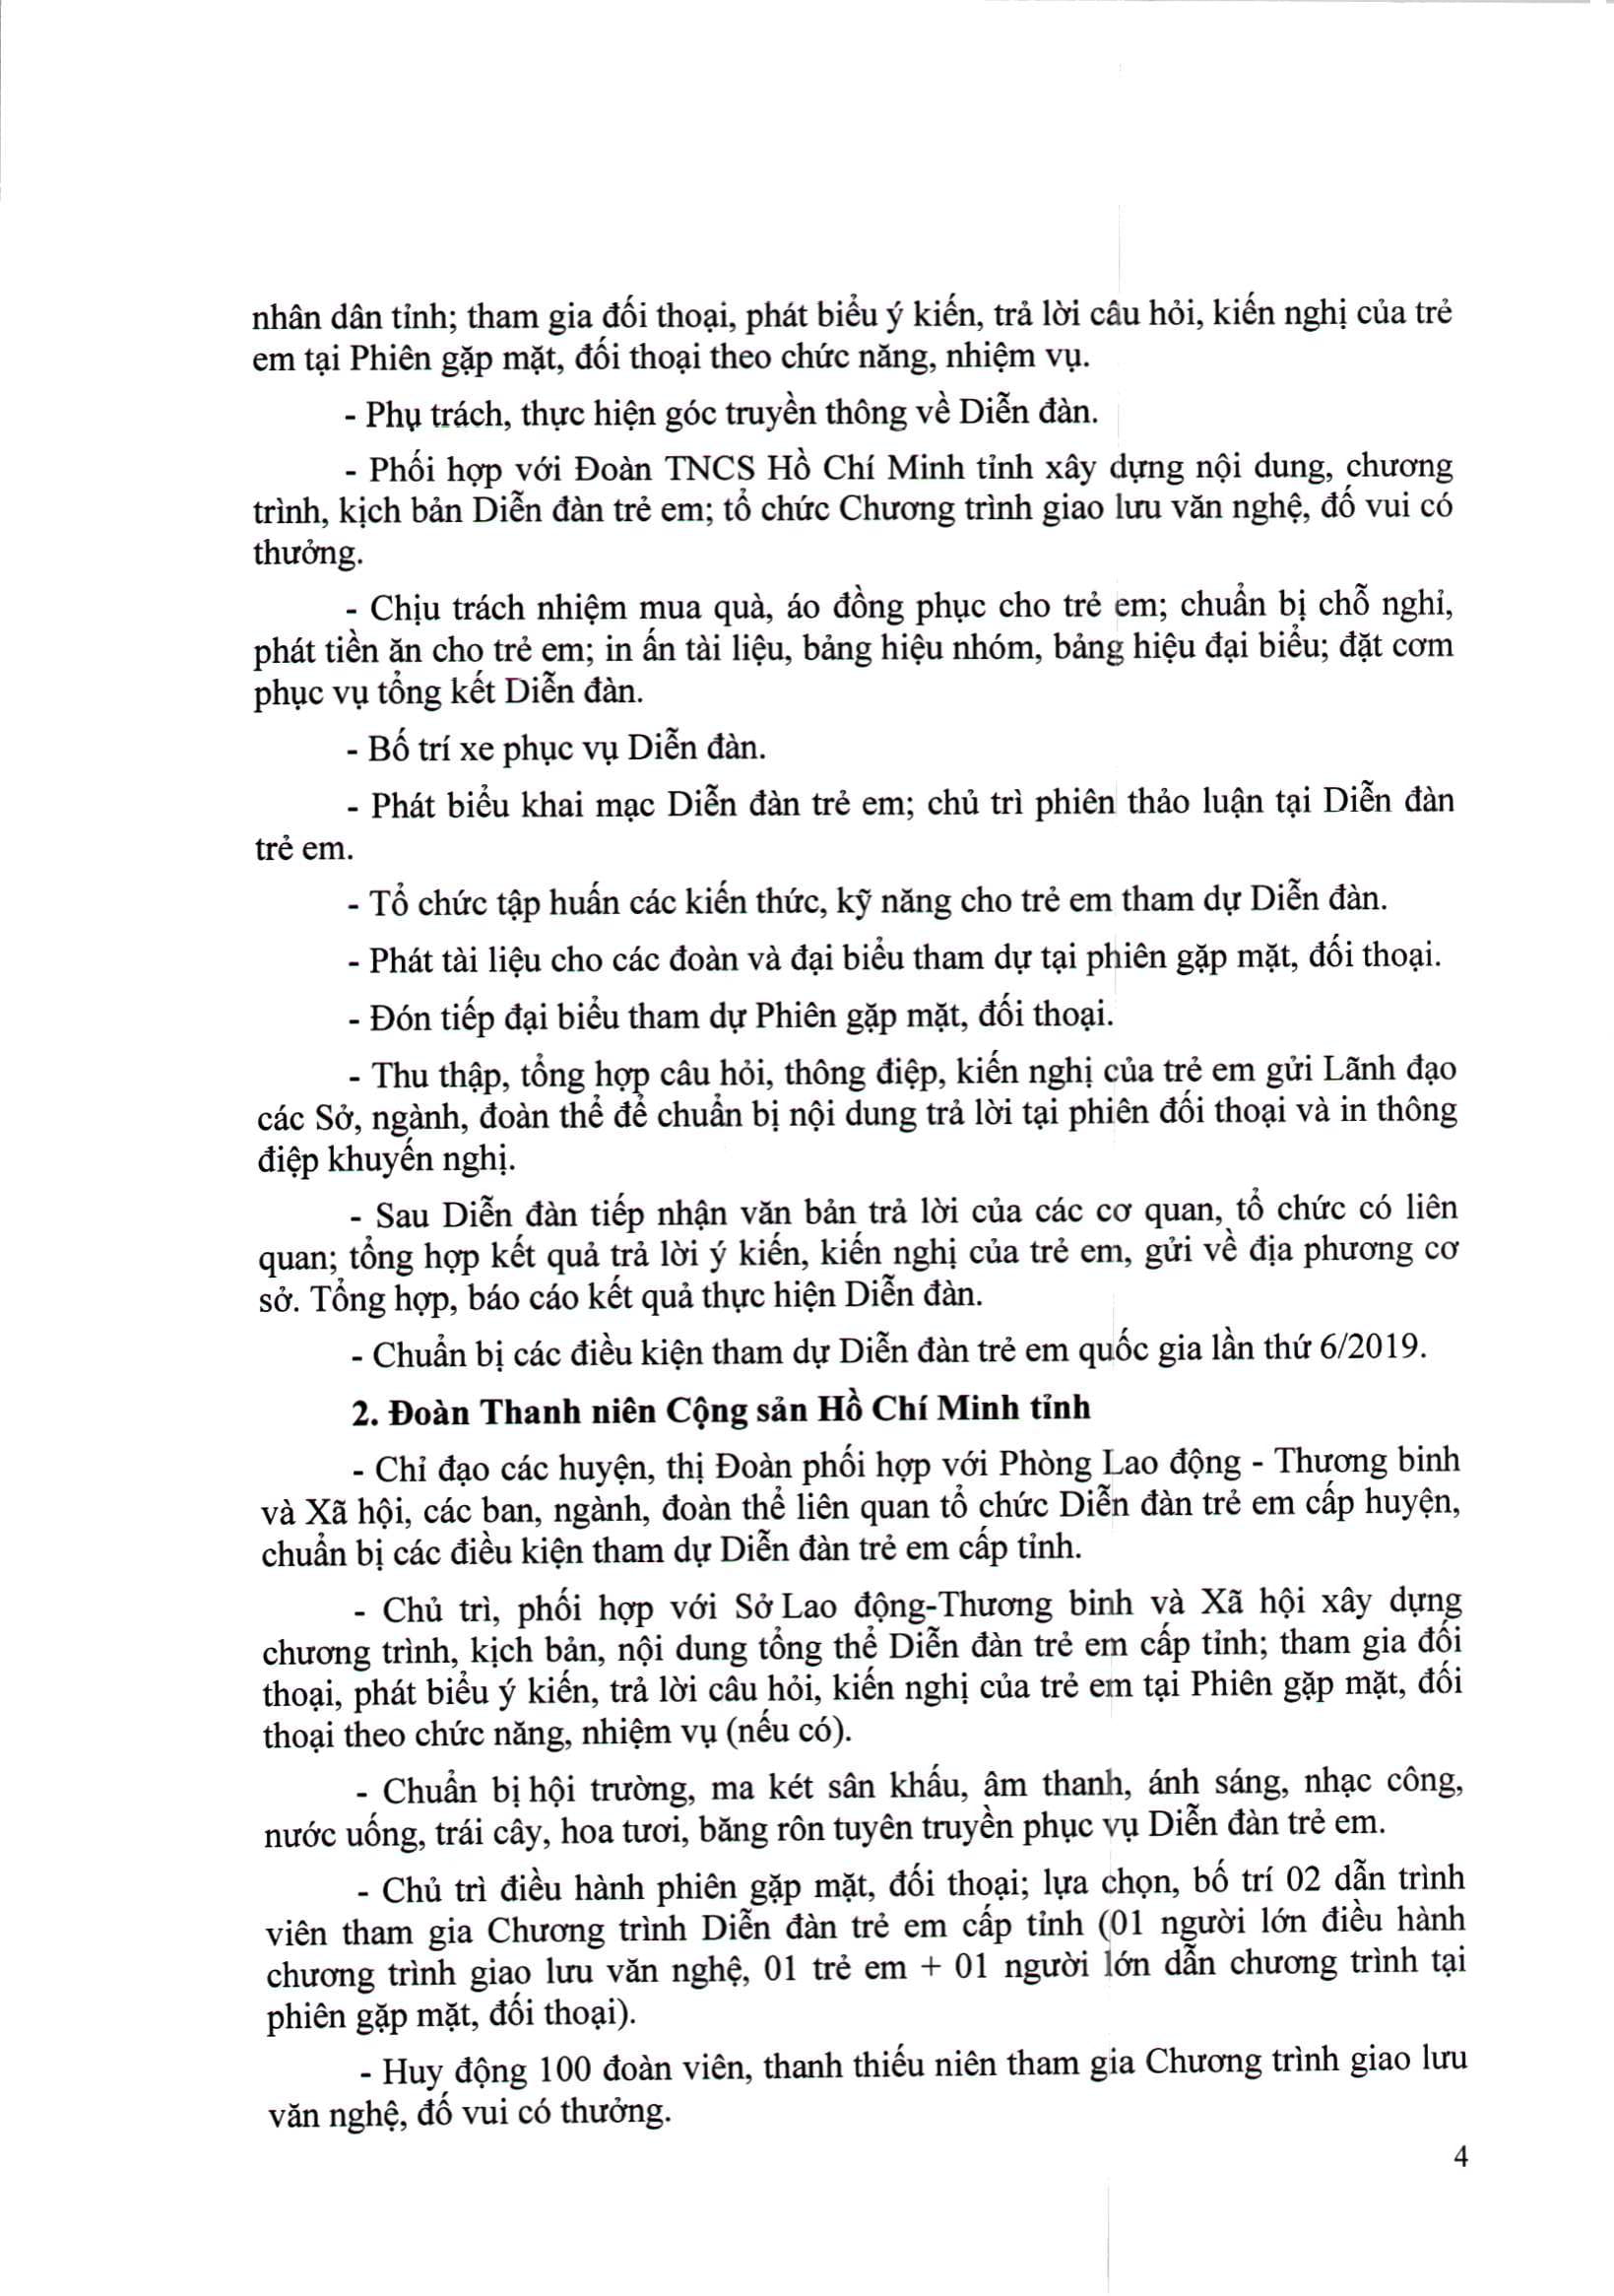 nhân dân tỉnh; tham gia đối thoại, phát biểu ý kiến, trả lời câu hỏi, kiến nghị của trẻ
em tại Phiên gặp mặt, đối thoại theo chức năng, nhiệm vụ.
- Phụ trách, thực hiện góc truyền thông về Diễn đàn.
- Phối hợp với Đoàn TNCS Hồ Chí Minh tỉnh xây dựng nội dung, chương
trình, kịch bản Diễn đàn trẻ em; tổ chức Chương trình giao lưu văn nghệ, đố vui có
thưởng.
- Chịu trách nhiệm mua quà, áo đồng phục cho trẻ em; chuẩn bị chỗ nghỉ,
phát tiền ăn cho trẻ em; in ấn tài liệu, bảng hiệu nhóm, bảng hiệu đại biểu; đặt cơm
phục vụ tổng kết Diễn đàn.
- Bố trí xe phục vụ Diễn đàn.
- Phát biểu khai mạc Diễn đàn trẻ em; chủ trì phiên thảo luận tại Diễn đàn
trẻ em.
- Tổ chức tập huấn các kiến thức, kỹ năng cho trẻ em tham dự Diễn đàn.
- Phát tài liệu cho các đoàn và đại biểu tham dự tại phiên gặp mặt, đối thoại.
- Đón tiếp đại biểu tham dự Phiên gặp mặt, đối thoại.
- Thu thập, tổng hợp câu hỏi, thông điệp, kiến nghị của trẻ em gửi Lãnh đạo
các Sở, ngành, đoàn thể để chuẩn bị nội dung trả lời tại phiên đối thoại và in thông
điệp khuyến nghị.
- Sau Diễn đàn tiếp nhận văn bản trả lời của các cơ quan, tổ chức có liên
quan; tổng hợp kết quả trả lời ý kiến, kiến nghị của trẻ em, gửi về địa phương cơ
sở. Tổng hợp, báo cáo kết quả thực hiện Diễn đàn.
- Chuẩn bị các điều kiện tham dự Diễn đàn trẻ em quốc gia lần thứ 6/2019.
2. Đoàn Thanh niên Cộng sản Hồ Chí Minh tỉnh
- Chỉ đạo các huyện, thị Đoàn phối hợp với Phòng Lao động - Thương binh
và Xã hội, các ban, ngành, đoàn thể liên quan tổ chức Diễn đàn trẻ em cấp huyện,
chuẩn bị các điều kiện tham dự Diễn đàn trẻ em cấp tỉnh.
- Chủ trì, phối hợp với Sở Lao động-Thương binh và Xã hội xây dựng
chương trình, kịch bản, nội dung tổng thể Diễn đàn trẻ em cấp tỉnh; tham gia đối
thoại, phát biểu ý kiến, trả lời câu hỏi, kiến nghị của trẻ em tại Phiên gặp mặt, đối
thoại theo chức năng, nhiệm vụ (nếu có).
- Chuẩn bị hội trường, ma két sân khấu, âm thanh, ánh sáng, nhạc công,
nước uống, trái cây, hoa tươi, băng rôn tuyên truyền phục vụ Diễn đàn trẻ em.
- Chủ trì điều hành phiên gặp mặt, đối thoại; lựa chọn, bố trí 02 dẫn trình
viên tham gia Chương trình Diễn đàn trẻ em cấp tỉnh (01 người lớn điều hành
chương trình giao lưu văn nghệ, 01 trẻ em + 01 người lớn dẫn chương trình tại
phiên gặp mặt, đối thoại).
- Huy động 100 đoàn viên, thanh thiếu niên tham gia Chương trình giao lưu
văn nghệ, đố vui có thưởng.
4